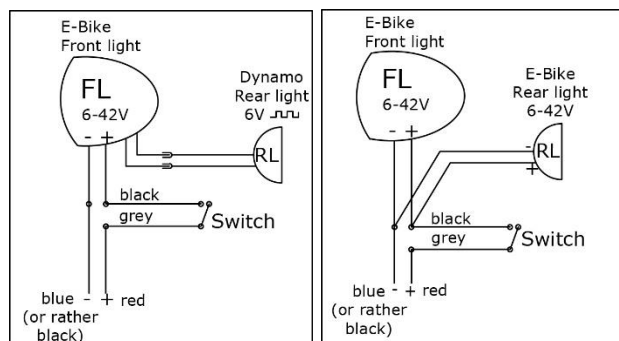 E-Bike
Front light
FL
6-42V
- +
Dynamo
Rear light
6V
RL
black
grey
Switch
blue - + red
(or rather
black)
E-Bike
Front light
FL
6-42V
- +
E-Bike
Rear light
6-42V
-
RL
+
black
grey
Switch
blue - + red
(or rather
black)